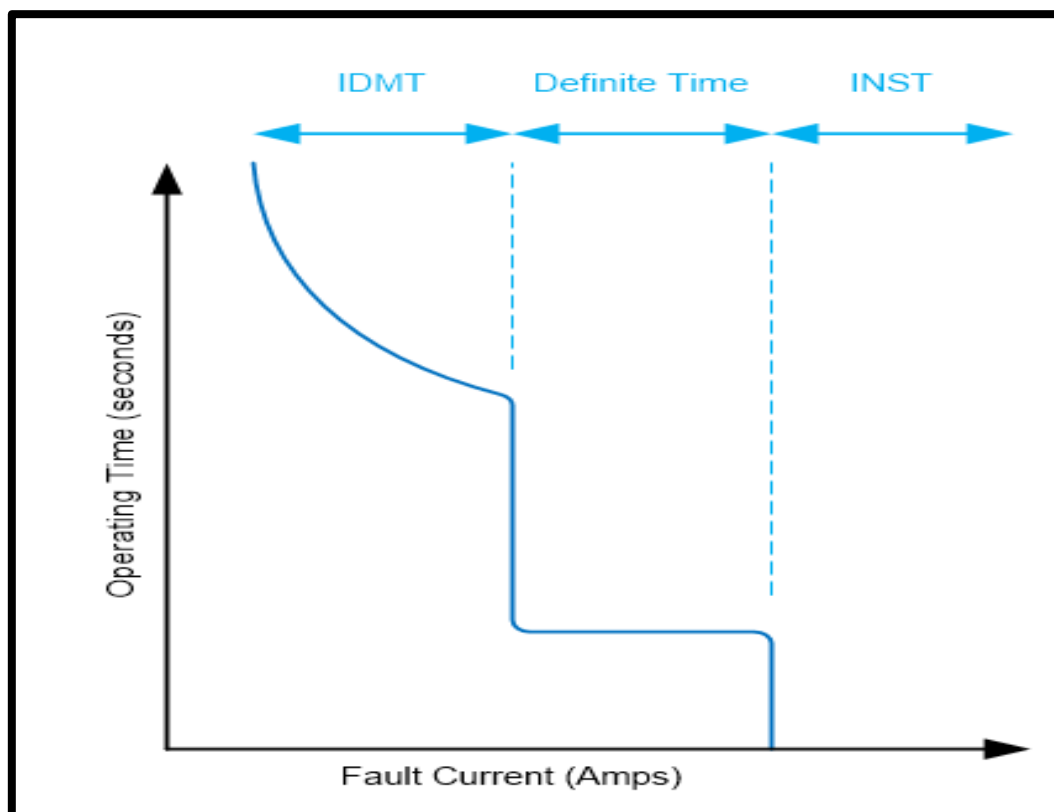 IDMT Definite Time INST
Operating Time (seconds)
Fault Current (Amps)